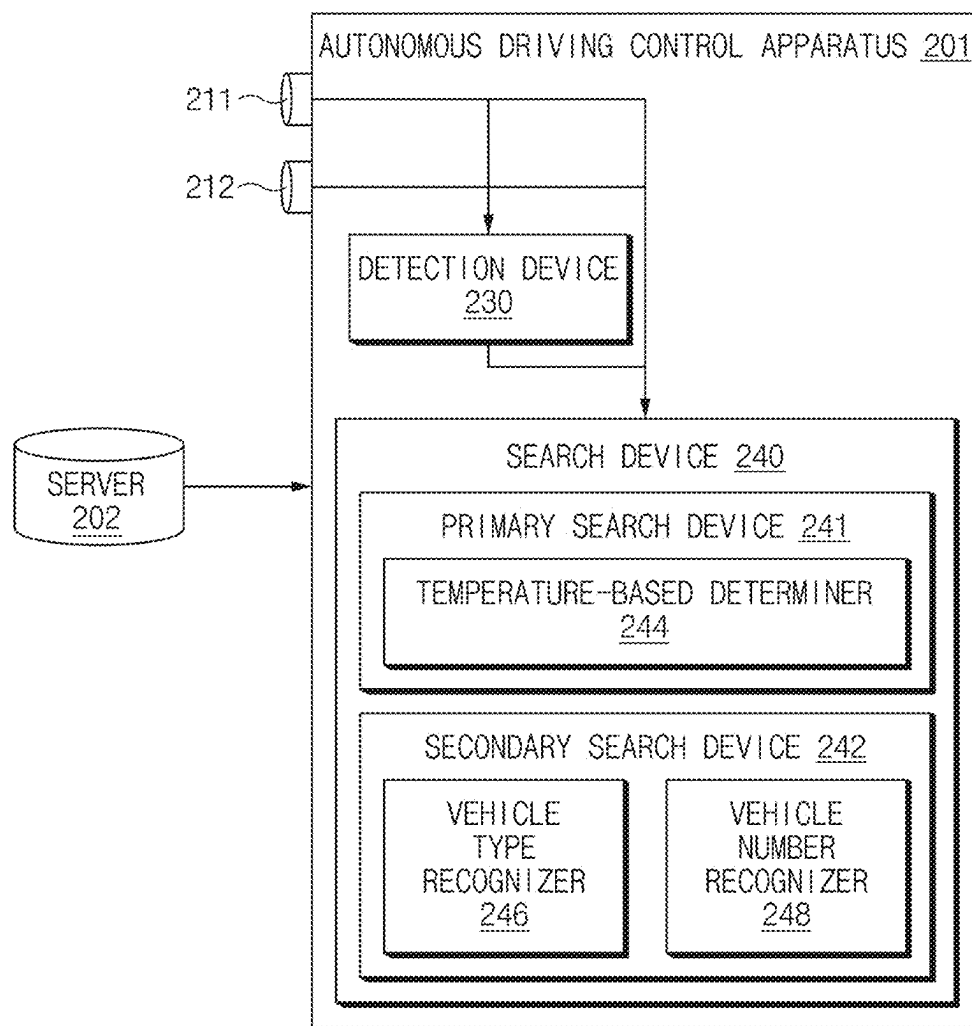 AUTONOMOUS DRIVING CONTROL APPARATUS 201
211
212
DETECTION DEVICE
230
SERVER
202
SEARCH DEVICE 240
PRIMARY SEARCH DEVICE 241
TEMPERATURE-BASED DETERMINER
244
SECONDARY SEARCH DEVICE 242
VEHICLE
TYPE
RECOGNIZER
246
VEHICLE
NUMBER
RECOGNIZER
248